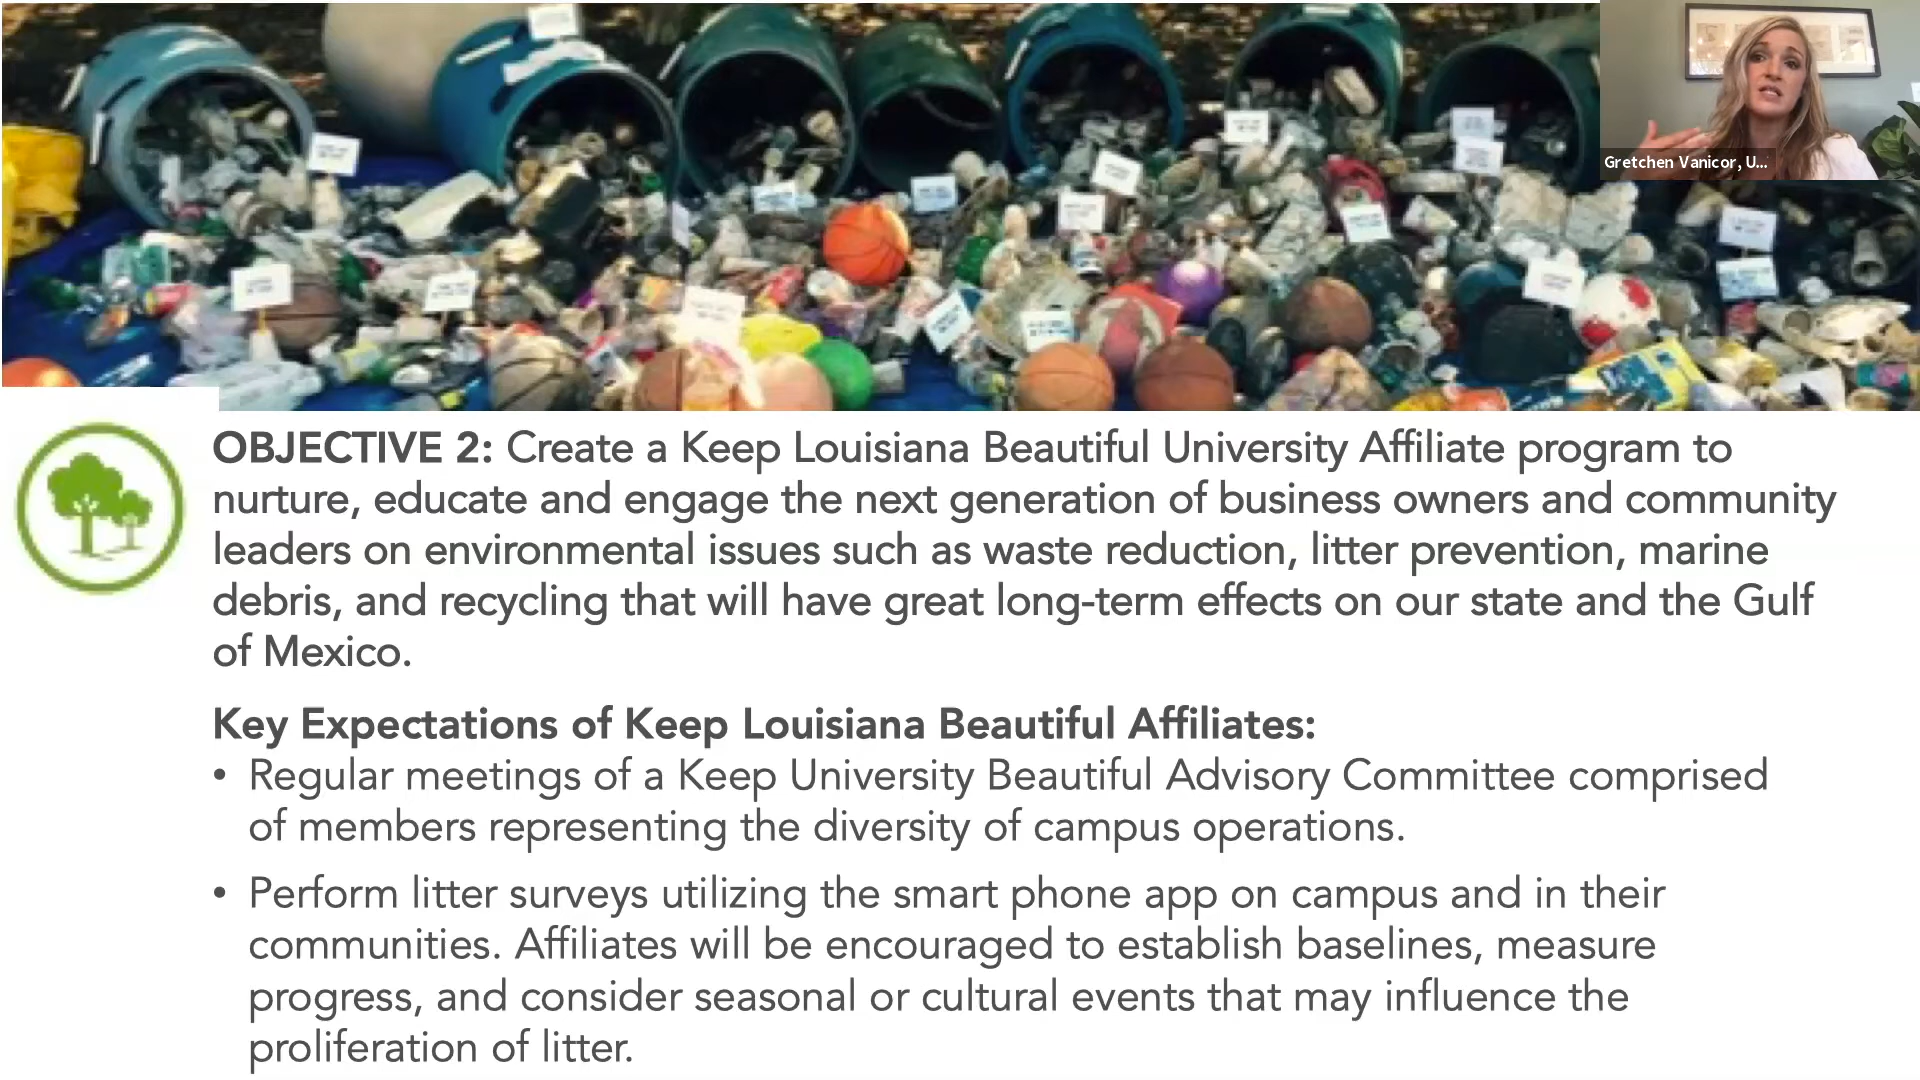 Gretchen Vanicor, U...
OBJECTIVE 2: Create a Keep Louisiana Beautiful University Affiliate program to
nurture, educate and engage the next generation of business owners and community
leaders on environmental issues such as waste reduction, litter prevention, marine
debris, and recycling that will have great long-term effects on our state and the Gulf
of Mexico.
Key Expectations of Keep Louisiana Beautiful Affiliates:
• Regular meetings of a Keep University Beautiful Advisory Committee comprised
of members representing the diversity of campus operations.
• Perform litter surveys utilizing the smart phone app on campus and in their
communities. Affiliates will be encouraged to establish baselines, measure
progress, and consider seasonal or cultural events that may influence the
proliferation of litter.